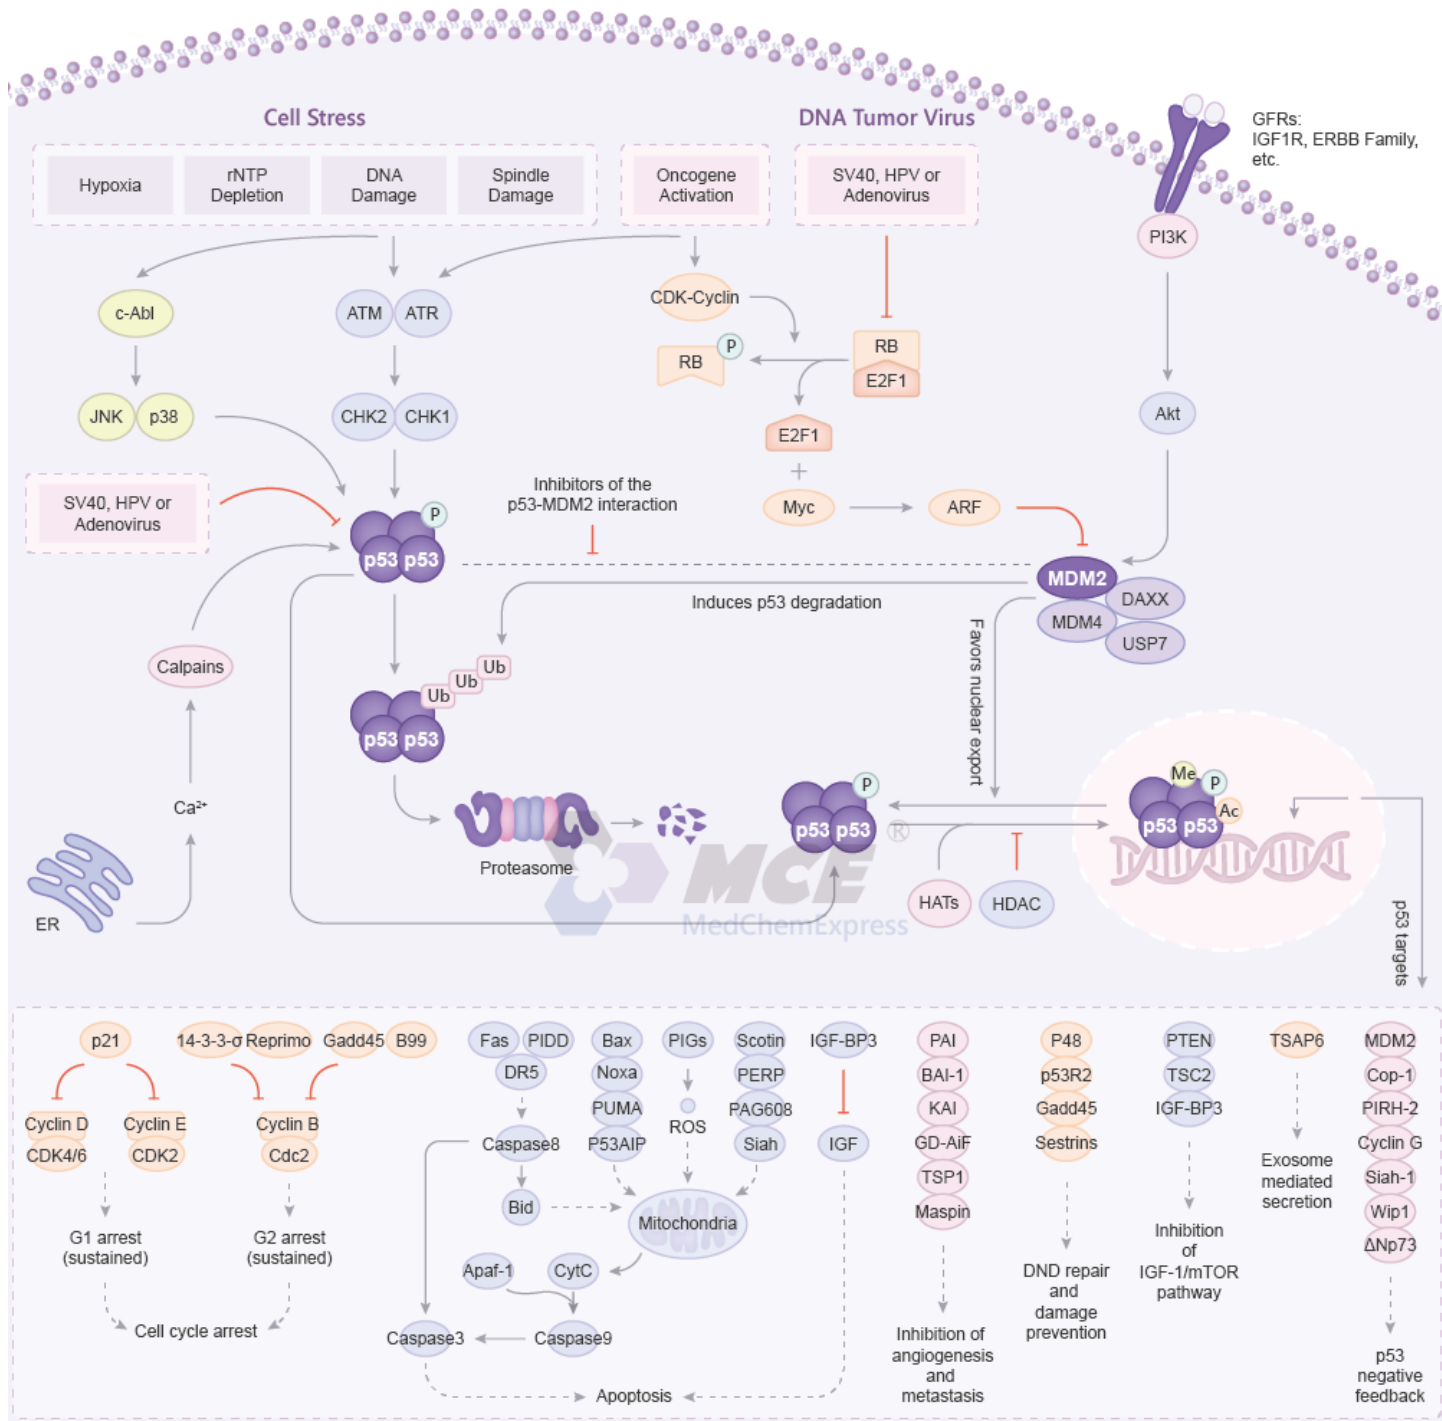 Cell Stress
DNA Tumor Virus
GFRs:
IGF1R, ERBB Family,
etc.
Hypoxia
rNTP
Depletion
DNA
Damage
Spindle
Damage
Oncogene
Activation
SV40, HPV or
Adenovirus
PI3K
c-Abl
ATM
ATR
CDK-Cyclin
RB
P
RB
E2F1
JNK
p38
CHK2
CHK1
E2F1
+
Akt
SV40, HPV or
Adenovirus
Inhibitors of the
p53-MDM2 interaction
Myc
ARF
P
p53 p53
MDM2
DAXX
MDM4
USP7
Induces p53 degradation
Favors nuclear export
Calpains
Ub
Ub
Ub
p53 p53
Ca²⁺
ER
Proteasome
P
p53 p53
Me
P
Ac
p53 p53
®
MCE
MedChemExpress
HATs
HDAC
p53 targets
p21
14-3-3-σ
Reprimo
Gadd45
B99
Cyclin D
CDK4/6
Cyclin E
CDK2
Cyclin B
Cdc2
G1 arrest
(sustained)
G2 arrest
(sustained)
Cell cycle arrest
Fas
PIDD
DR5
Caspase8
Bid
Bax
Noxa
PUMA
P53AIP
PIGs
ROS
Scotin
PERP
PAG608
Siah
Mitochondria
Apaf-1
CytC
Caspase3
Caspase9
Apoptosis
IGF-BP3
IGF
PAI
BAI-1
KAI
GD-AiF
TSP1
Maspin
Inhibition of
angiogenesis
and
metastasis
P48
p53R2
Gadd45
Sestrins
DND repair
and
damage
prevention
PTEN
TSC2
IGF-BP3
Inhibition
of
IGF-1/mTOR
pathway
TSAP6
Exosome
mediated
secretion
MDM2
Cop-1
PIRH-2
Cyclin G
Siah-1
Wip1
ΔNp73
p53
negative
feedback